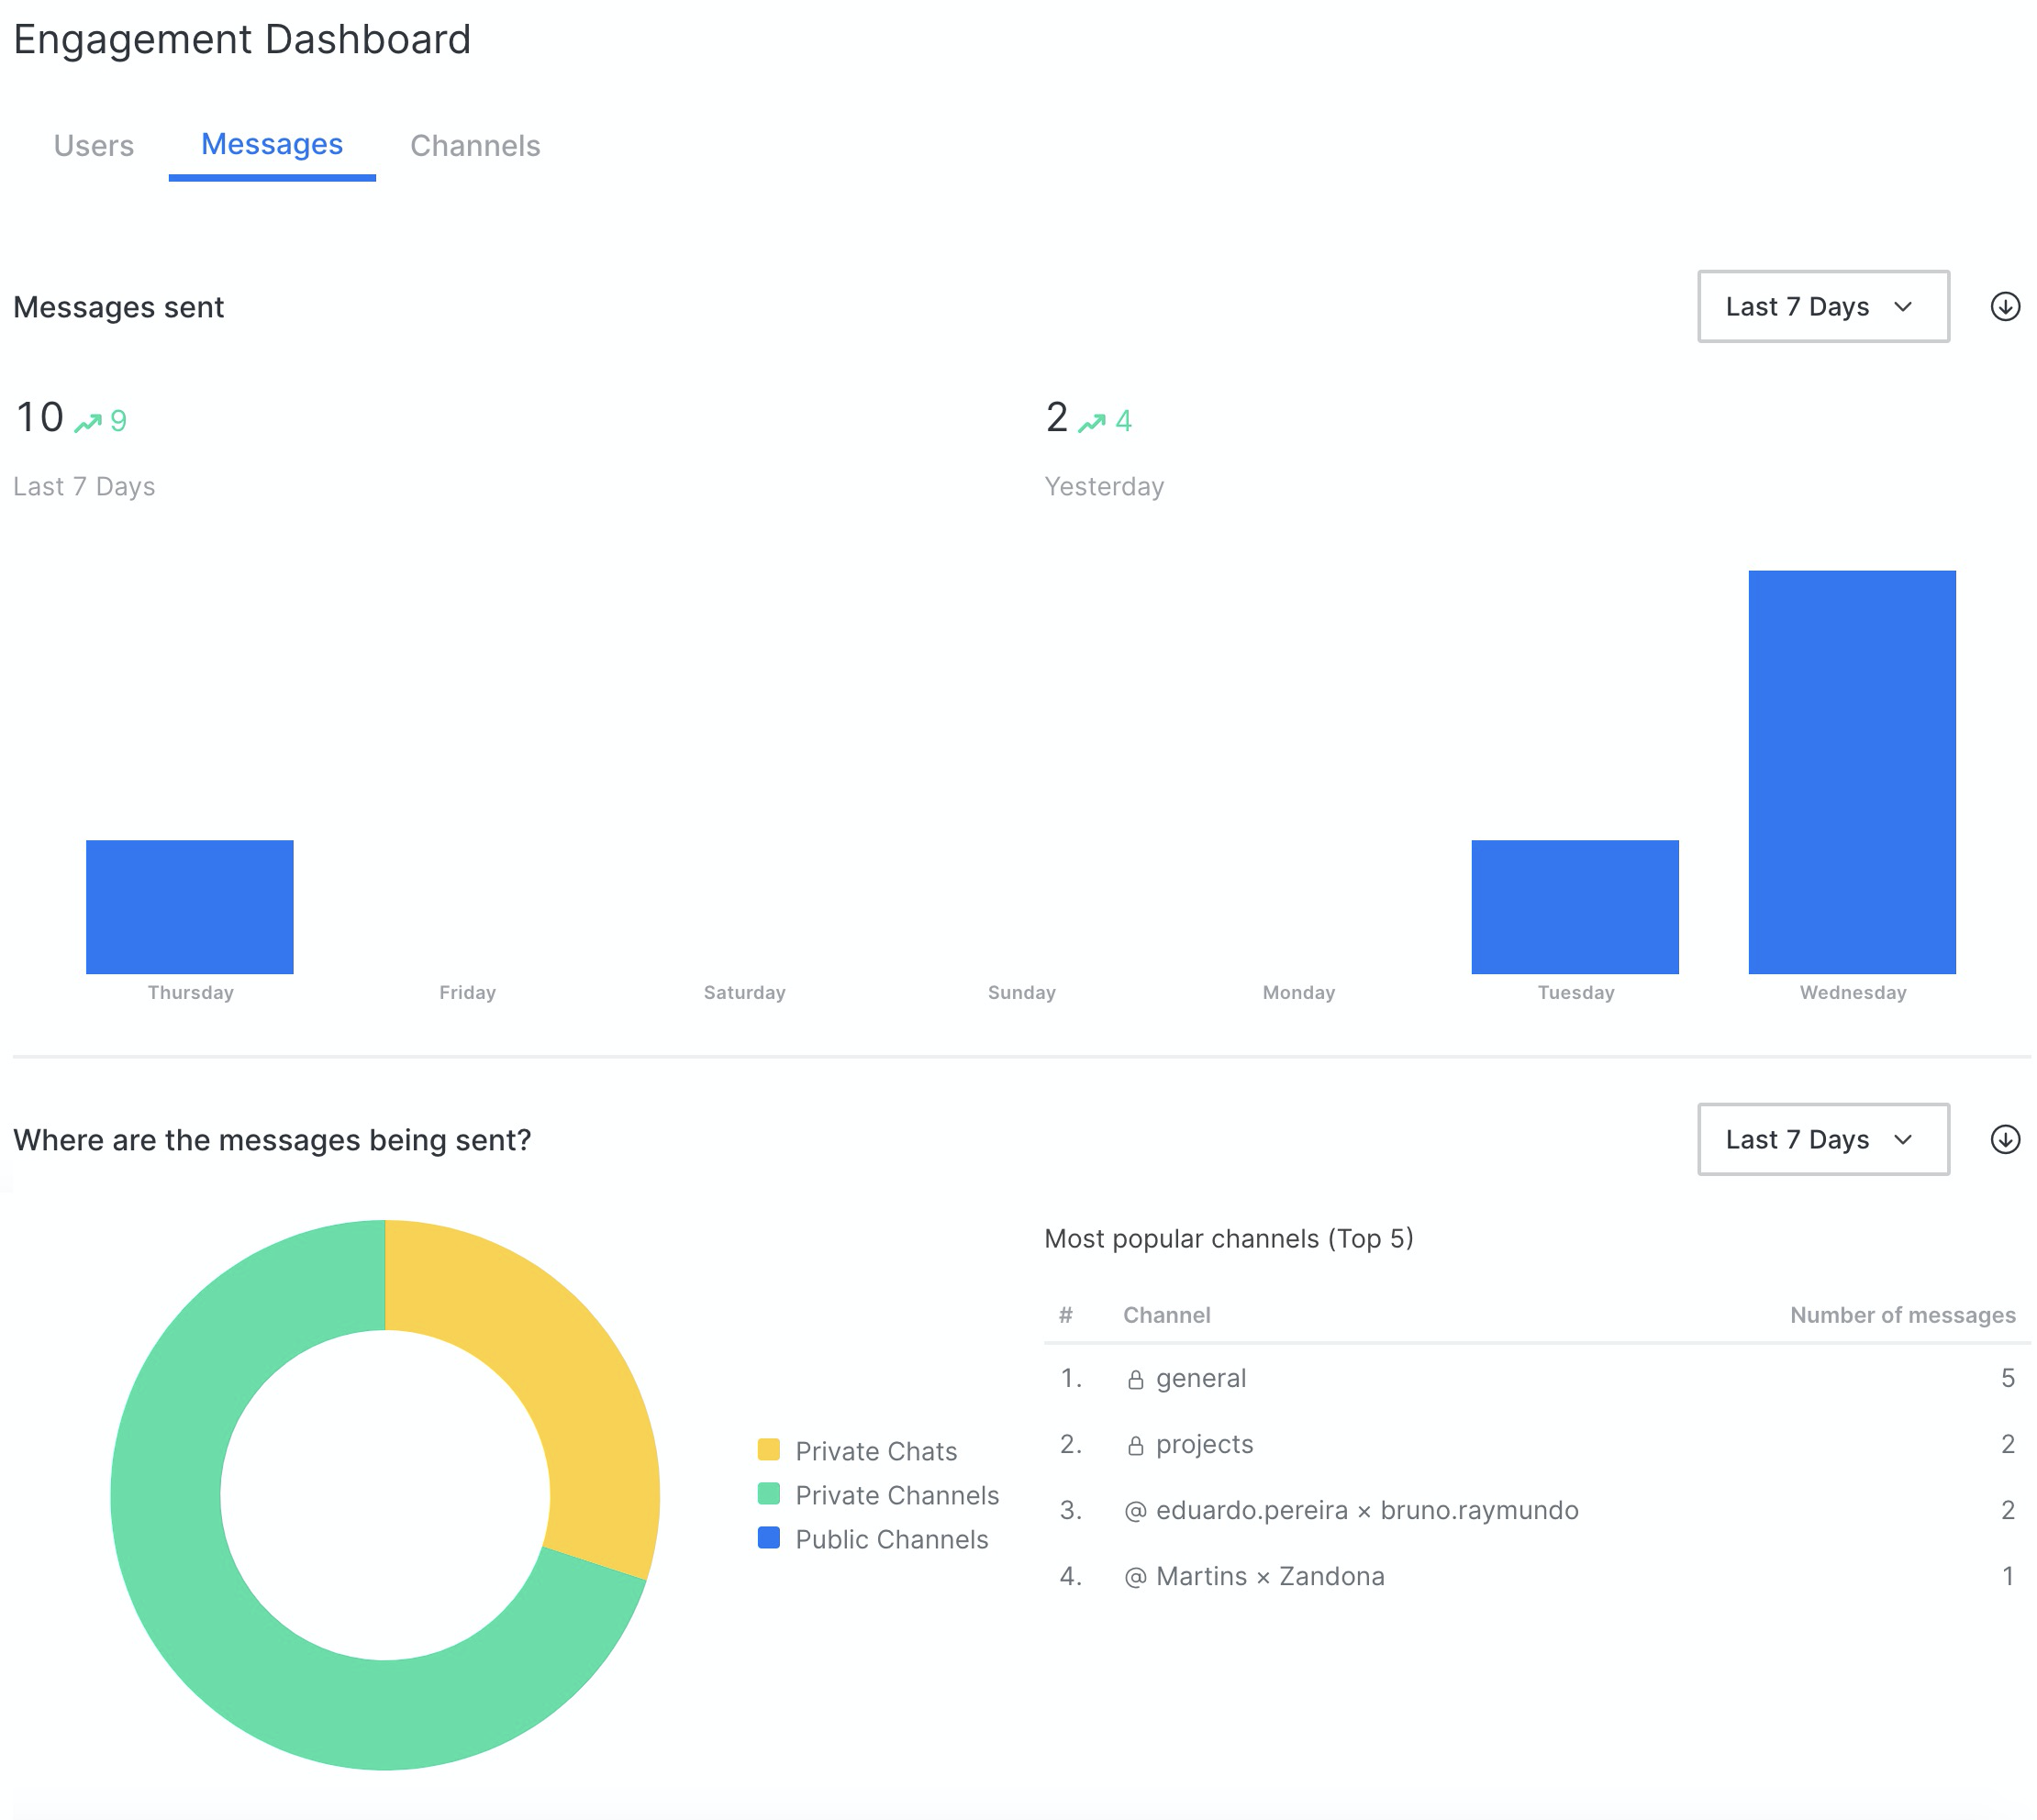 Engagement Dashboard
Users Messages Channels
Messages sent Last 7 Days
10 9 2 4
Last 7 Days Yesterday
Thursday Friday Saturday Sunday Monday Tuesday Wednesday
Where are the messages being sent? Last 7 Days
Private Chats
Private Channels
Public Channels
Most popular channels (Top 5)
# Channel Number of messages
1. general 5
2. projects 2
3. @ eduardo.pereira × bruno.raymundo 2
4. @ Martins × Zandona 1